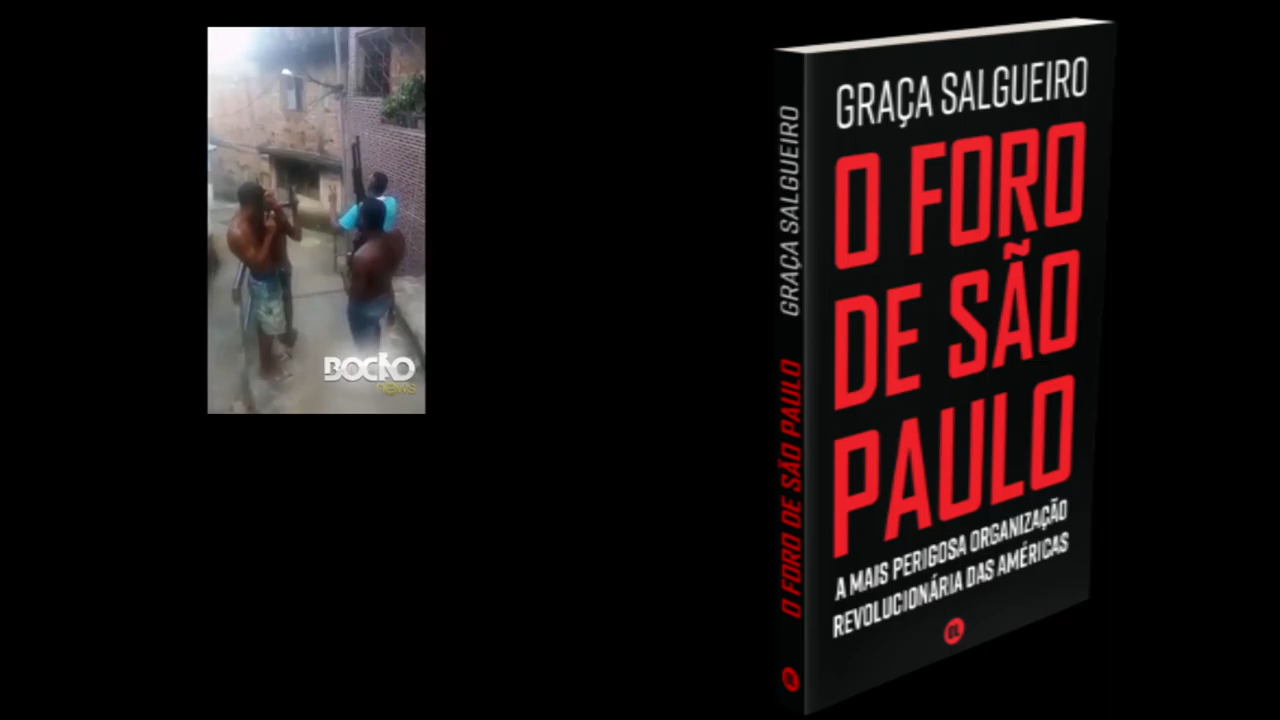 BOCÃO
news
GRAÇA SALGUEIRO
O FORO
DE SÃO
PAULO
A MAIS PERIGOSA ORGANIZAÇÃO
REVOLUCIONÁRIA DAS AMÉRICAS
O FORO DE SÃO PAULO GRAÇA SALGUEIRO